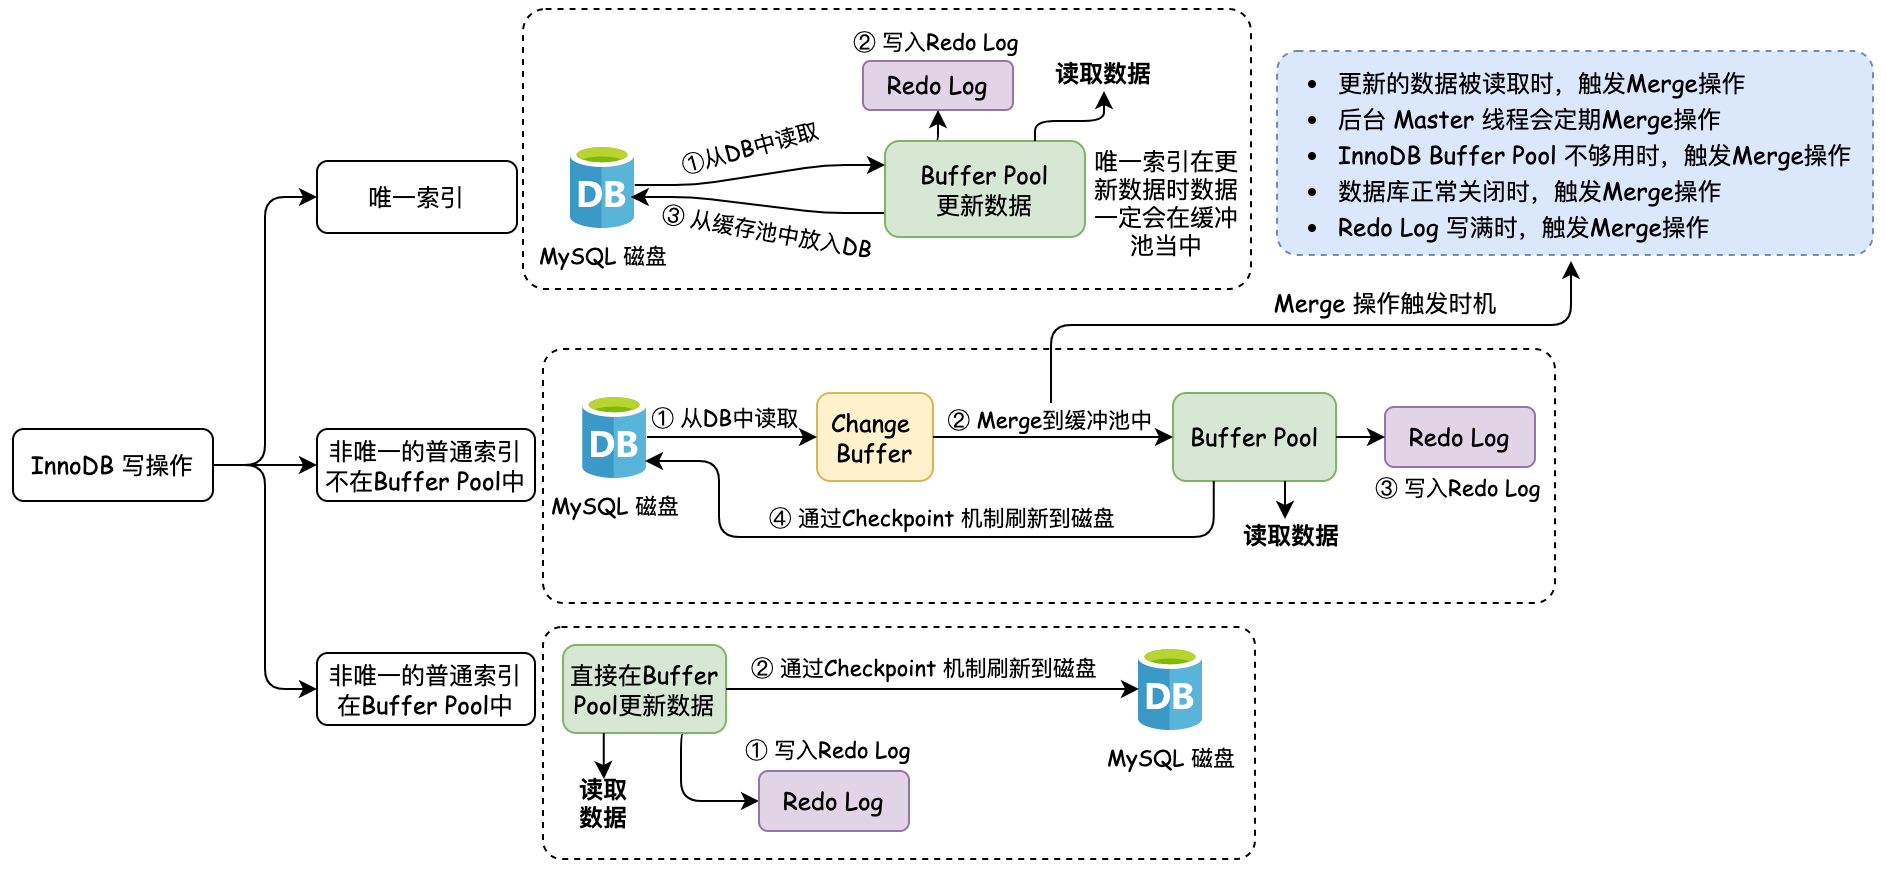 InnoDB 写操作
唯一索引
② 写入Redo Log
Redo Log
读取数据
①从DB中读取
DB
MySQL 磁盘
③ 从缓存池中放入DB
Buffer Pool
更新数据
唯一索引在更
新数据时数据
一定会在缓冲
池当中
更新的数据被读取时，触发Merge操作
后台 Master 线程会定期Merge操作
InnoDB Buffer Pool 不够用时，触发Merge操作
数据库正常关闭时，触发Merge操作
Redo Log 写满时，触发Merge操作
Merge 操作触发时机
非唯一的普通索引
不在Buffer Pool中
DB
MySQL 磁盘
① 从DB中读取
Change
Buffer
② Merge到缓冲池中
Buffer Pool
Redo Log
③ 写入Redo Log
④ 通过Checkpoint 机制刷新到磁盘
读取数据
非唯一的普通索引
在Buffer Pool中
直接在Buffer
Pool更新数据
② 通过Checkpoint 机制刷新到磁盘
DB
MySQL 磁盘
① 写入Redo Log
Redo Log
读取
数据